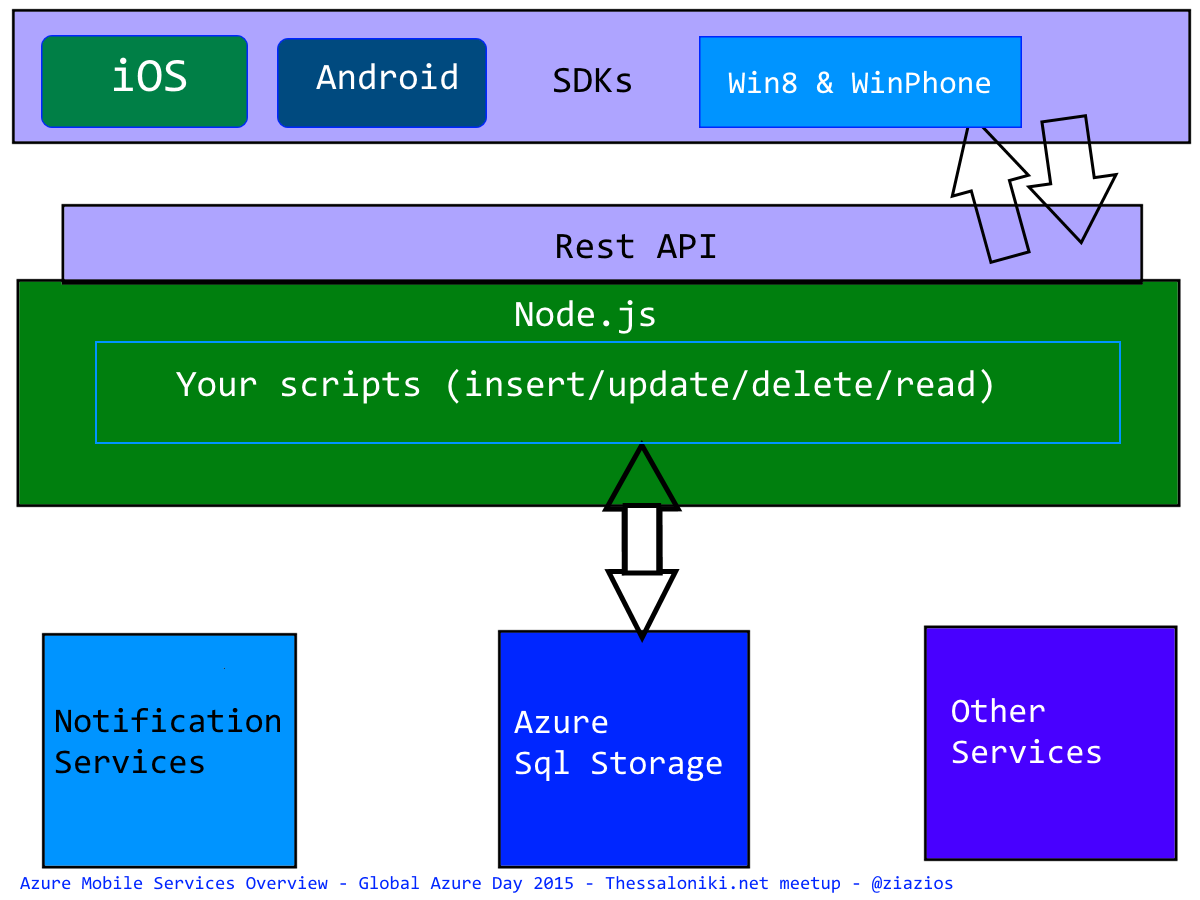 iOS
Android
SDKs
Win8 & WinPhone
Rest API
Node.js
Your scripts (insert/update/delete/read)
Notification
Services
Azure
Sql Storage
Other
Services
Azure Mobile Services Overview - Global Azure Day 2015 - Thessaloniki.net meetup - @ziazios